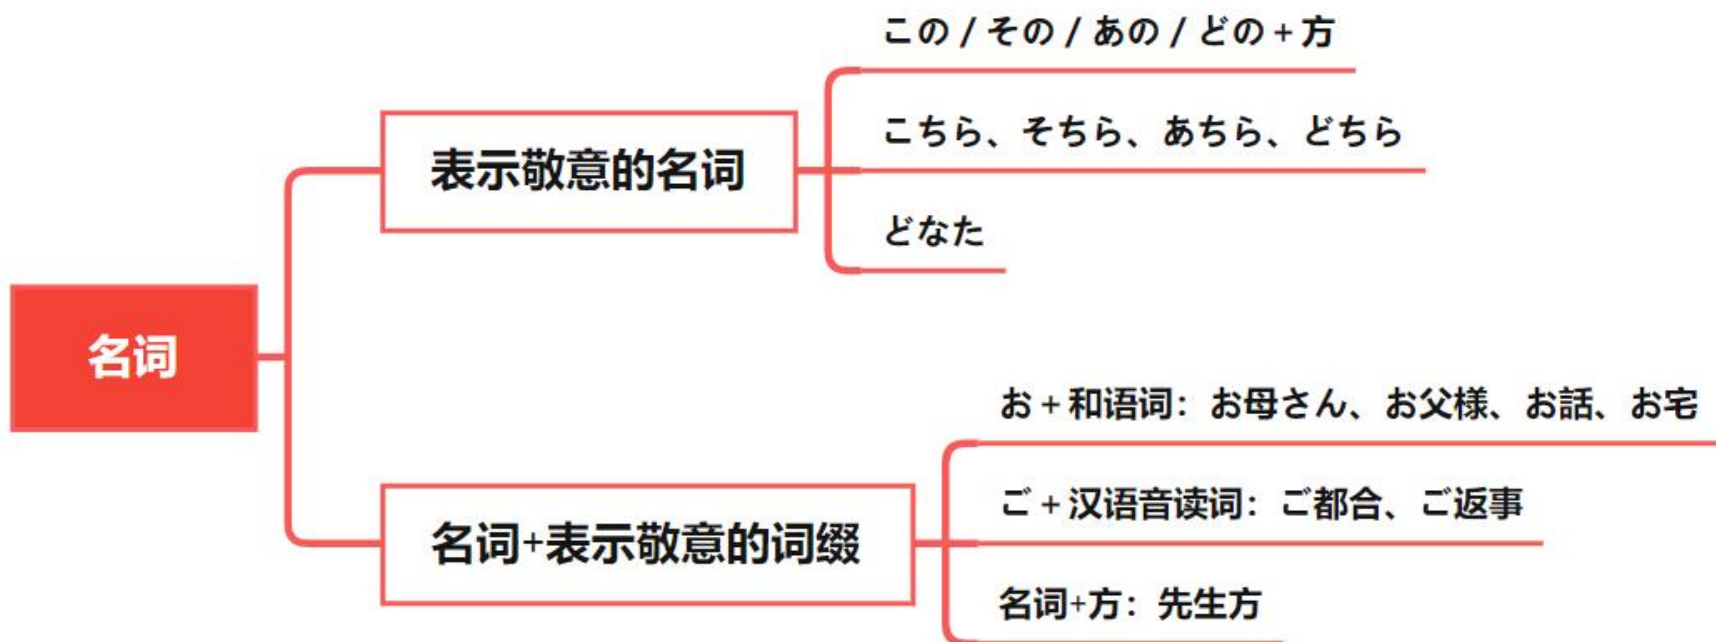 名词
表示敬意的名词
この / その / あの / どの + 方
こちら、そちら、あちら、どちら
どなた
名词+表示敬意的词缀
お + 和语词：お母さん、お父様、お話、お宅
ご + 汉语音读词：ご都合、ご返事
名词+方：先生方